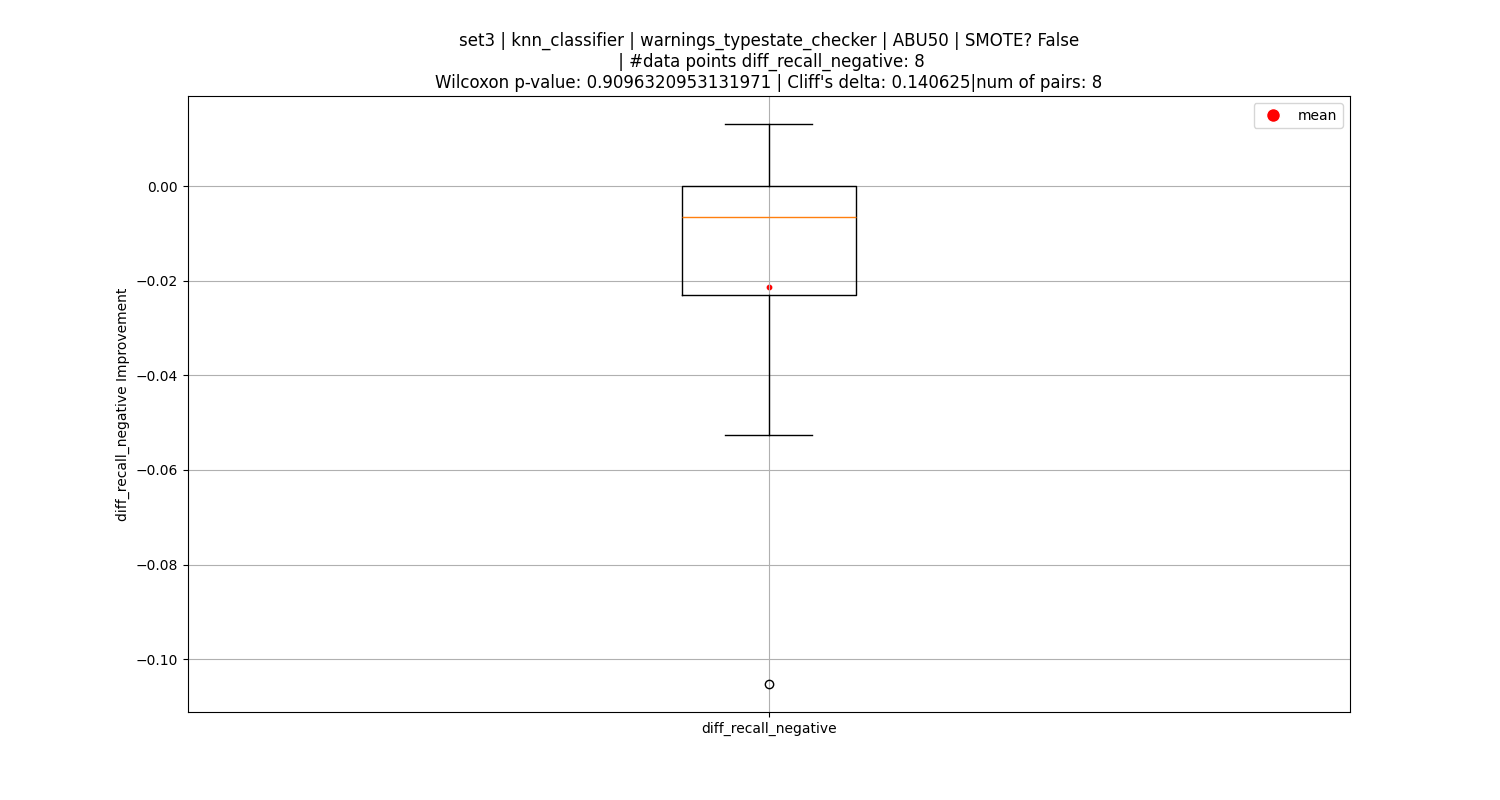 set3 | knn_classifier | warnings_typestate_checker | ABU50 | SMOTE? False
| #data points diff_recall_negative: 8
Wilcoxon p-value: 0.9096320953131971 | Cliff's delta: 0.140625|num of pairs: 8
mean
0.00
−0.02
−0.04
−0.06
−0.08
−0.10
diff_recall_negative Improvement
diff_recall_negative